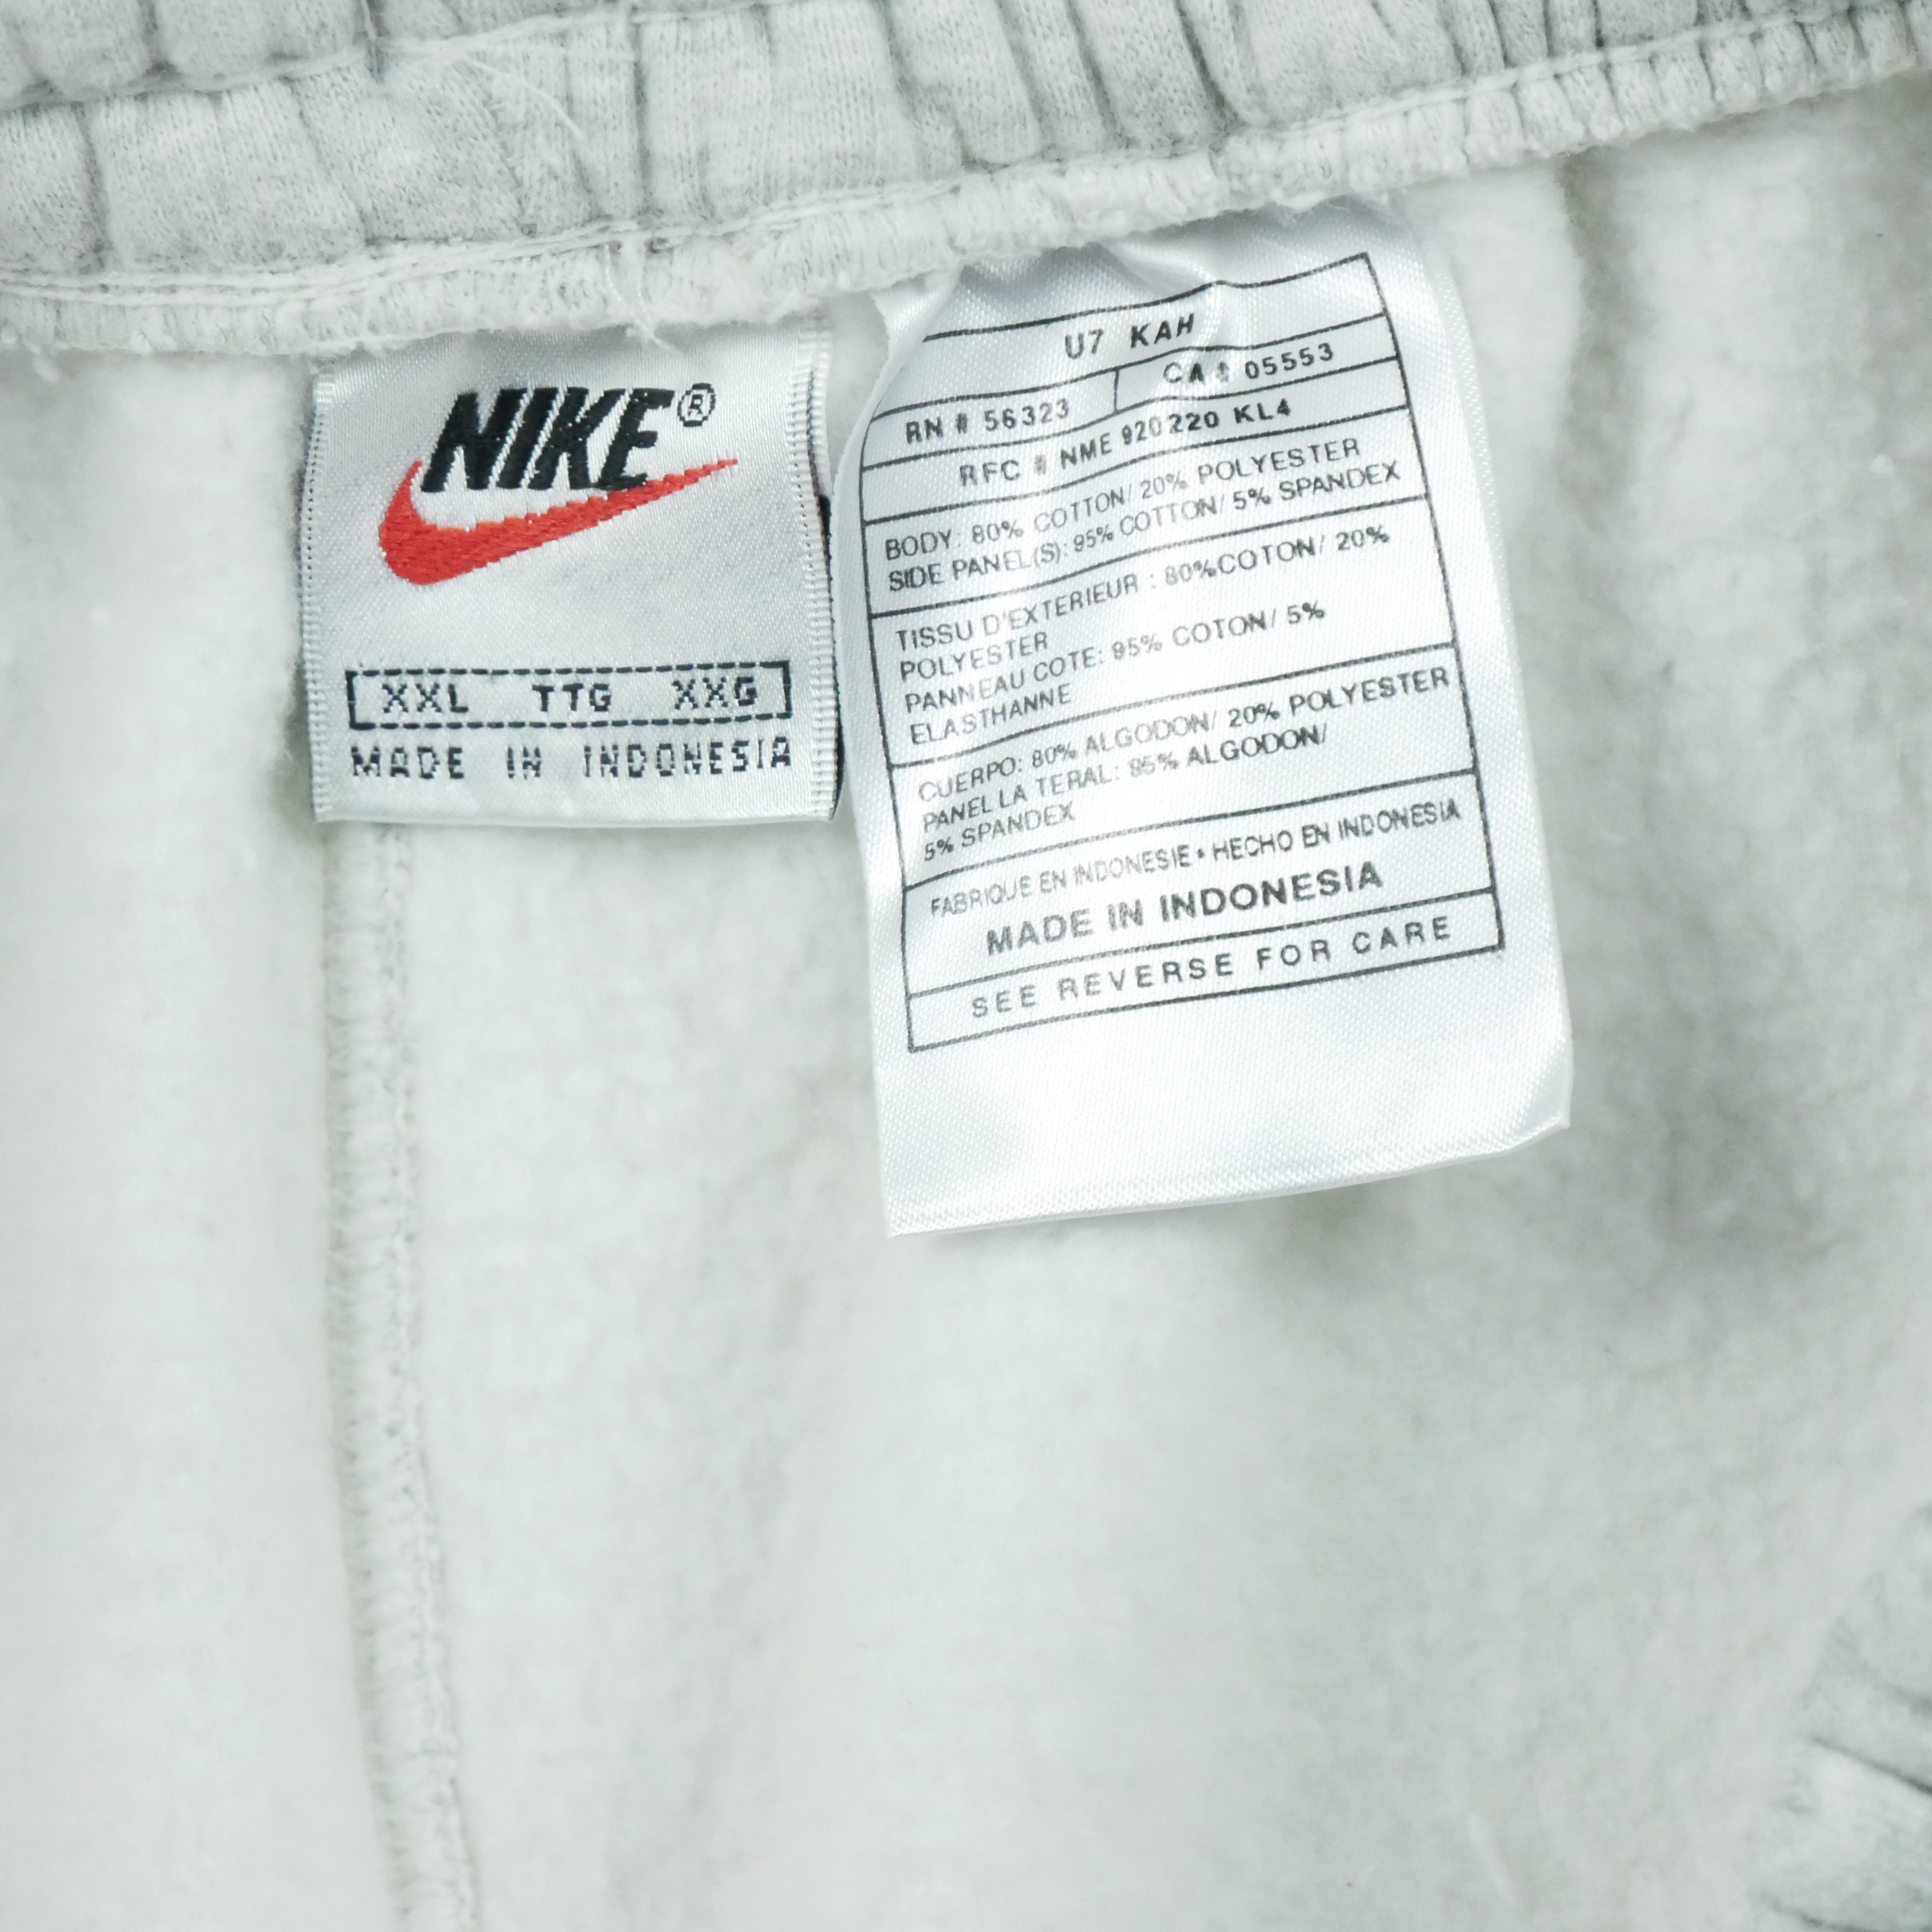 NIKE®
XXL TTG XXG
MADE IN INDONESIA
U7 KAH
RN # 56323 CA # 05553
RFC # NME 920220 KL4
BODY: 80% COTTON/ 20% POLYESTER
SIDE PANEL(S): 95% COTTON/ 5% SPANDEX
TISSU D'EXTERIEUR : 80%COTON/ 20%
POLYESTER
PANNEAU COTE: 95% COTON/ 5%
ELASTHANNE
CUERPO: 80% ALGODON/ 20% POLYESTER
PANEL LA TERAL: 95% ALGODON/
5% SPANDEX
FABRIQUE EN INDONESIE • HECHO EN INDONESIA
MADE IN INDONESIA
SEE REVERSE FOR CARE